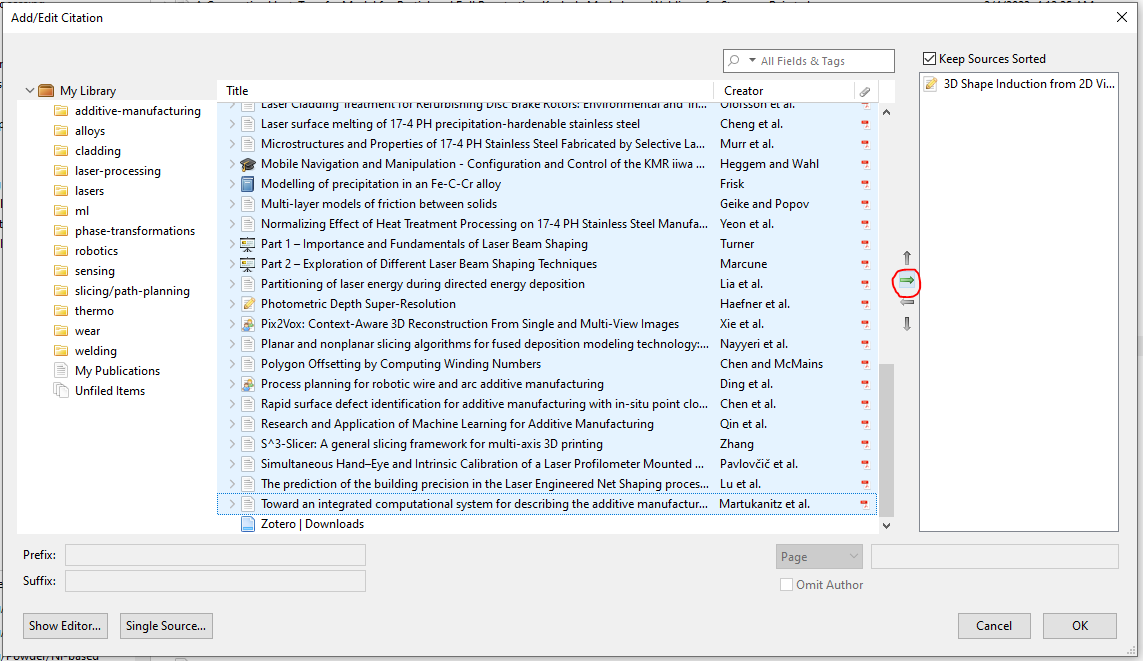 Add/Edit Citation
All Fields & Tags
Keep Sources Sorted
My Library
additive-manufacturing
alloys
cladding
laser-processing
lasers
ml
phase-transformations
robotics
sensing
slicing/path-planning
thermo
wear
welding
My Publications
Unfiled Items
Title Creator
Laser Cladding Treatment for Refurbishing Disc Brake Rotors: Environmental and Olofsson et al.
Laser surface melting of 17-4 PH precipitation-hardenable stainless steel Cheng et al.
Microstructures and Properties of 17-4 PH Stainless Steel Fabricated by Selective La... Murr et al.
Mobile Navigation and Manipulation - Configuration and Control of the KMR iiwa ... Heggem and Wahl
Modelling of precipitation in an Fe-C-Cr alloy Frisk
Multi-layer models of friction between solids Geike and Popov
Normalizing Effect of Heat Treatment Processing on 17-4 PH Stainless Steel Manufa... Yeon et al.
Part 1 – Importance and Fundamentals of Laser Beam Shaping Turner
Part 2 – Exploration of Different Laser Beam Shaping Techniques Marcune
Partitioning of laser energy during directed energy deposition Lia et al.
Photometric Depth Super-Resolution Haefner et al.
Pix2Vox: Context-Aware 3D Reconstruction From Single and Multi-View Images Xie et al.
Planar and nonplanar slicing algorithms for fused deposition modeling technology:... Nayyeri et al.
Polygon Offsetting by Computing Winding Numbers Chen and McMains
Process planning for robotic wire and arc additive manufacturing Ding et al.
Rapid surface defect identification for additive manufacturing with in-situ point clo... Chen et al.
Research and Application of Machine Learning for Additive Manufacturing Qin et al.
S^3-Slicer: A general slicing framework for multi-axis 3D printing Zhang
Simultaneous Hand–Eye and Intrinsic Calibration of a Laser Profilometer Mounted ... Pavlovčič et al.
The prediction of the building precision in the Laser Engineered Net Shaping proces... Lu et al.
Toward an integrated computational system for describing the additive manufactur... Martukanitz et al.
Zotero | Downloads
3D Shape Induction from 2D Vi...
Prefix:
Suffix:
Page
Omit Author
Show Editor...
Single Source...
Cancel
OK